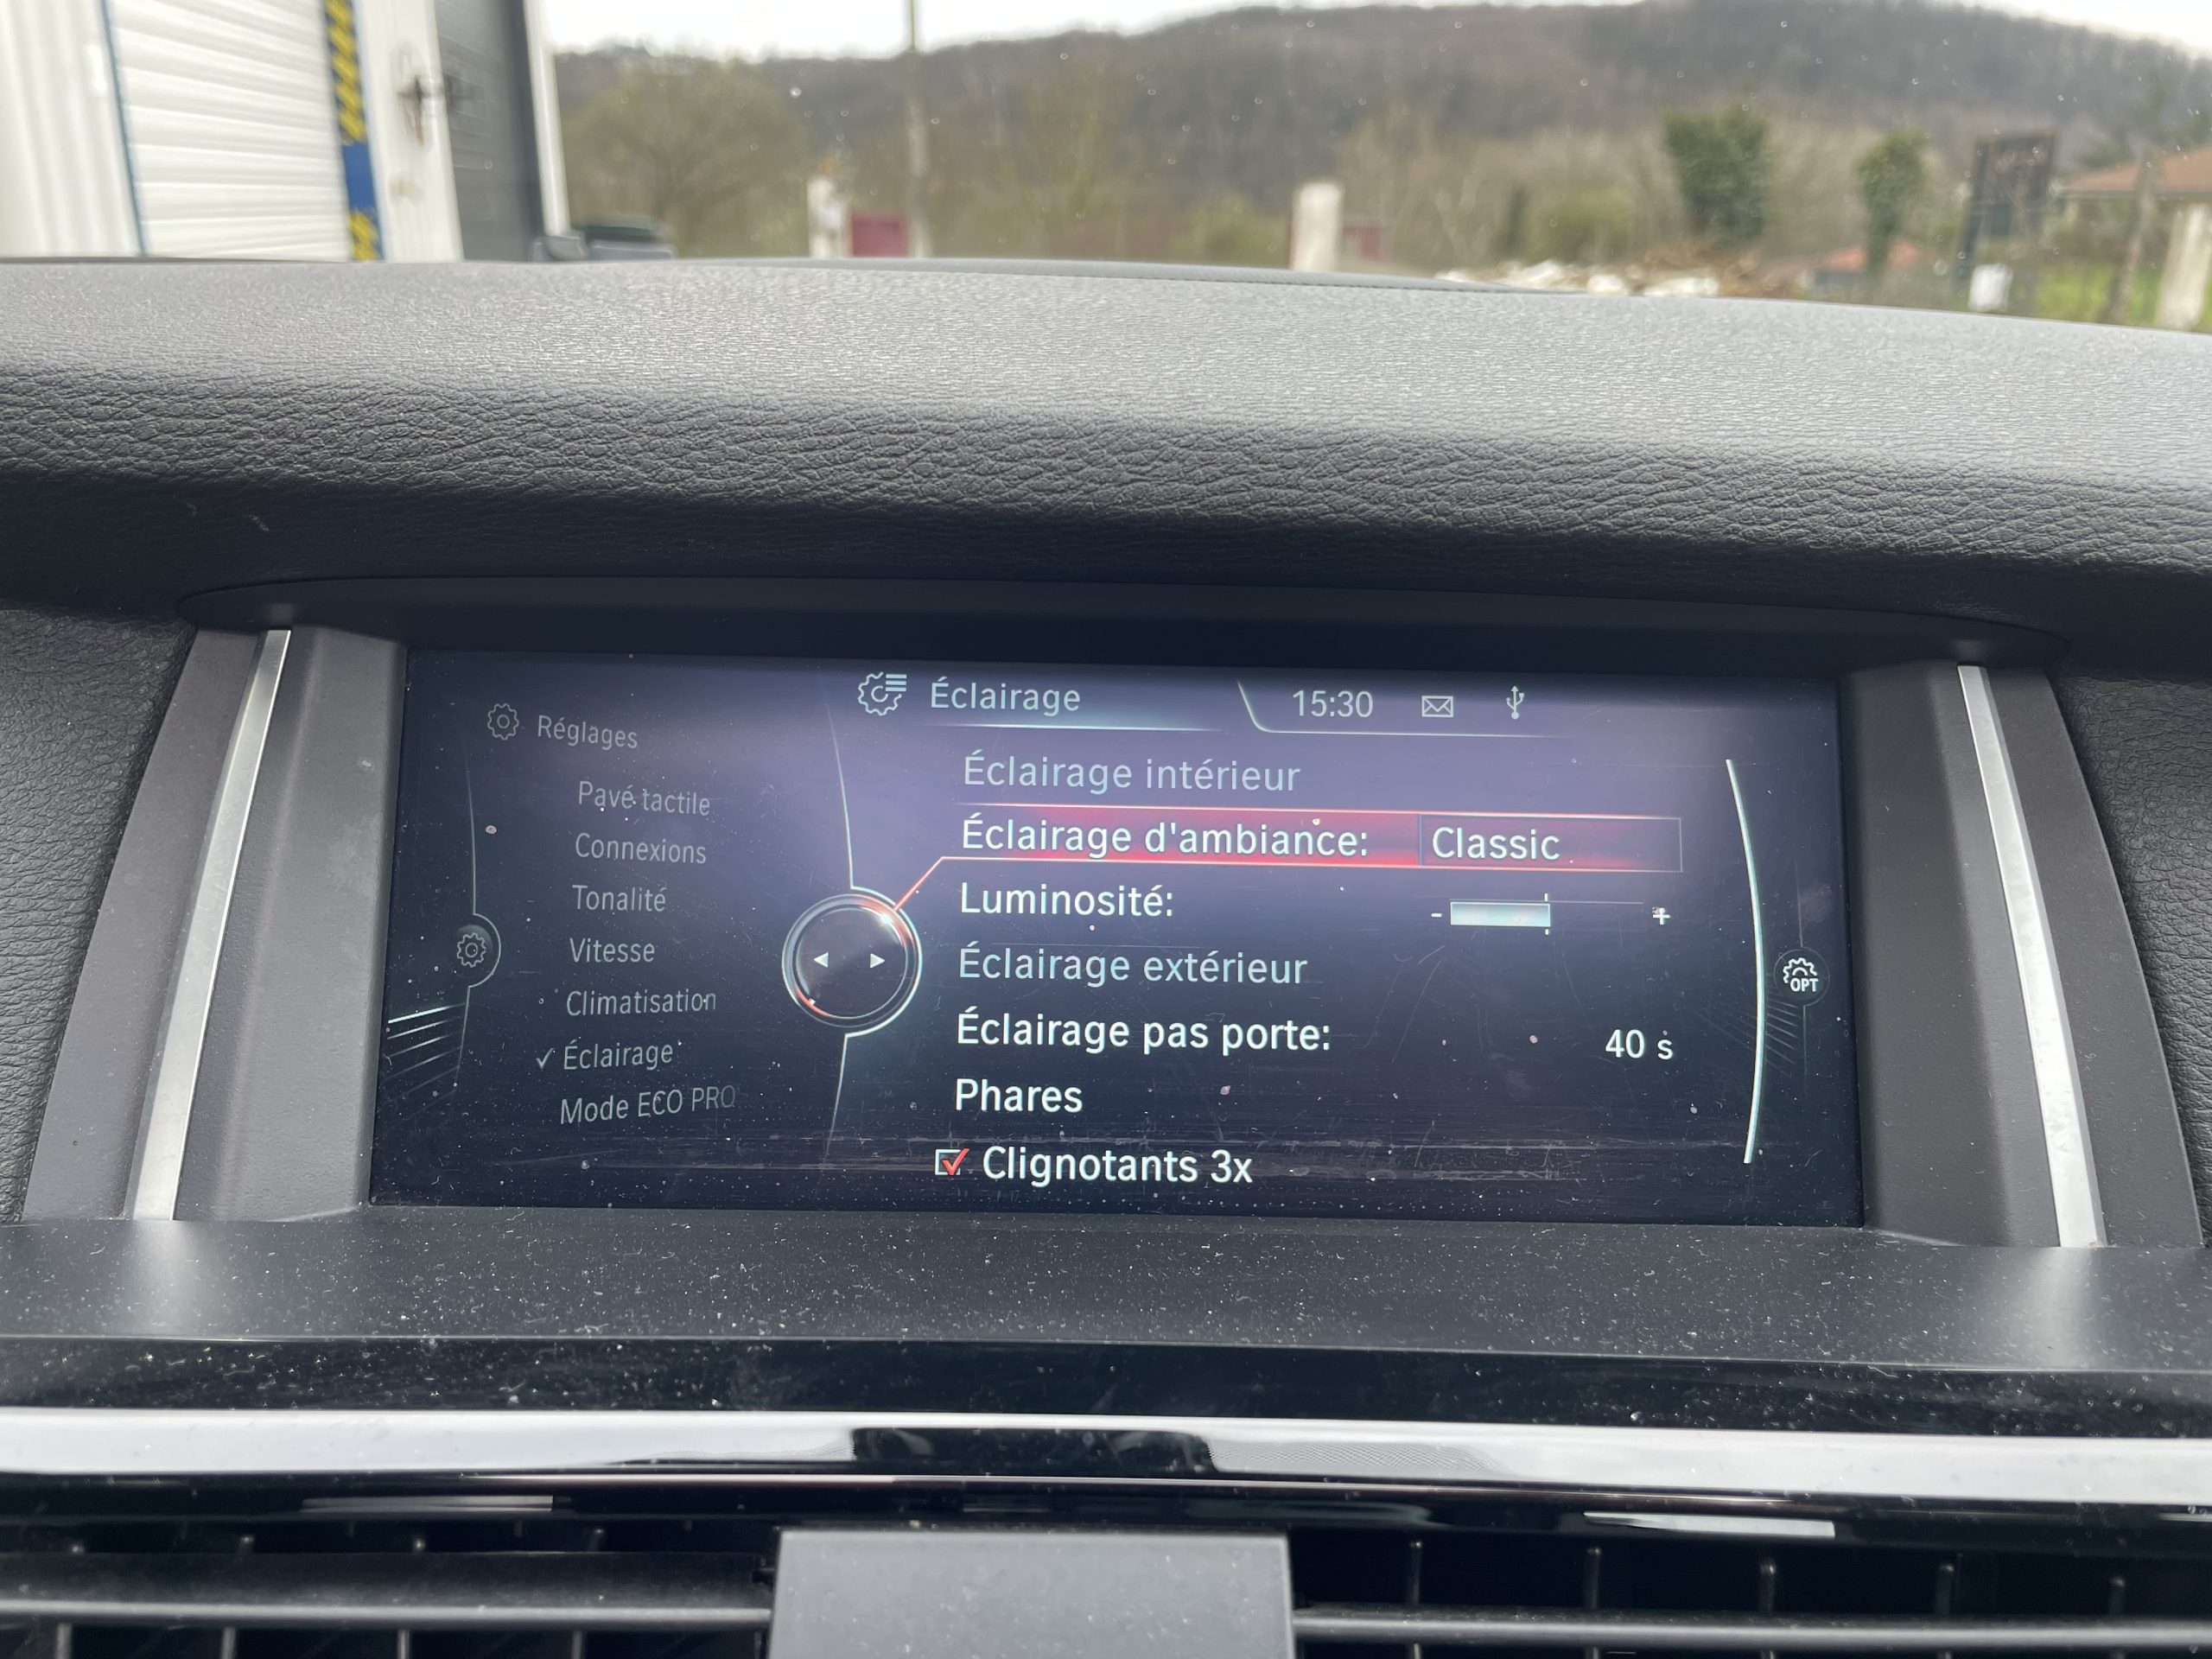 Réglages
Pavé tactile
Connexions
Tonalité
Vitesse
Climatisation
✓ Éclairage
Mode ECO PRO
Éclairage
15:30
Éclairage intérieur
Éclairage d'ambiance: Classic
Luminosité: - +
Éclairage extérieur
Éclairage pas porte: 40 s
Phares
Clignotants 3x
OPT